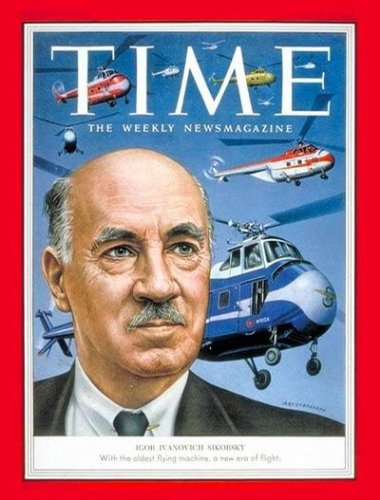 TIME
THE WEEKLY NEWSMAGAZINE
IGOR IVANOVICH SIKORSKY
With the oldest flying machine, a new era of flight.